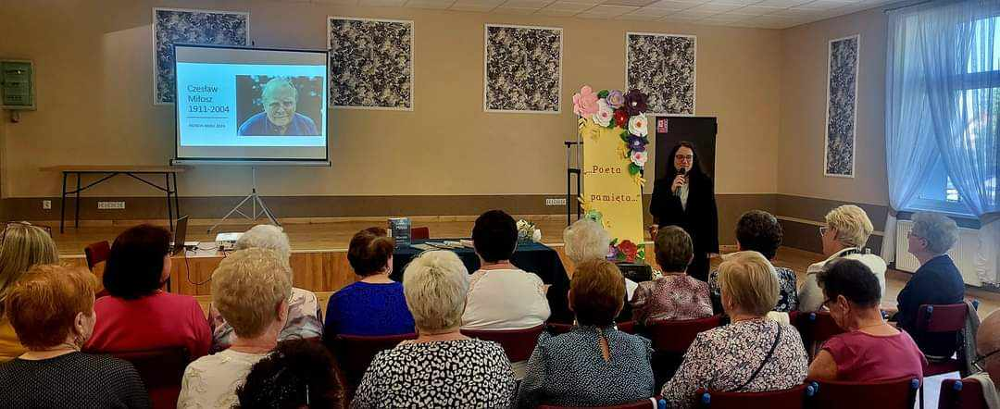 Czesław
Miłosz
1911-2004
„...Poeta
pamięta..."